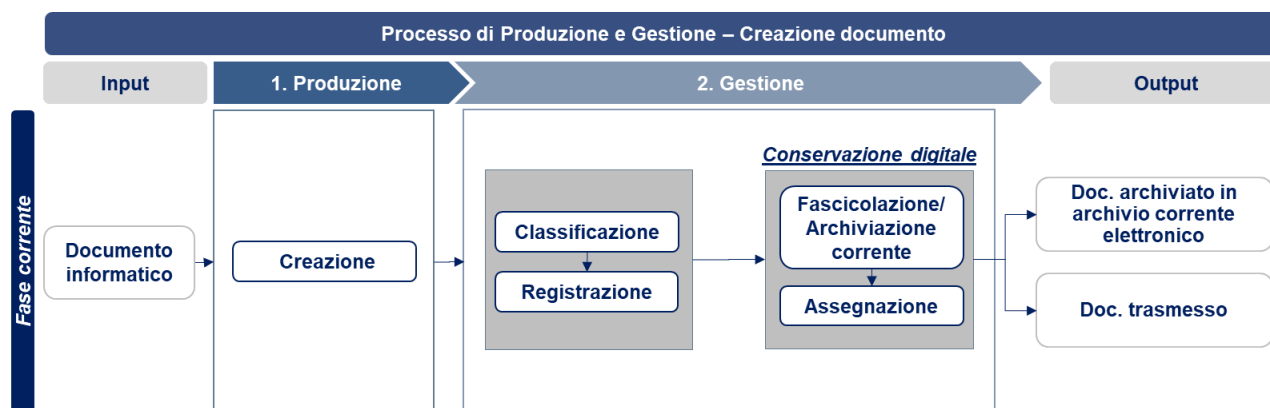 Processo di Produzione e Gestione – Creazione documento
Input
1. Produzione
2. Gestione
Output
Fase corrente
Documento
informatico
Creazione
Classificazione
Registrazione
Conservazione digitale
Fascicolazione/
Archiviazione
corrente
Assegnazione
Doc. archiviato in
archivio corrente
elettronico
Doc. trasmesso